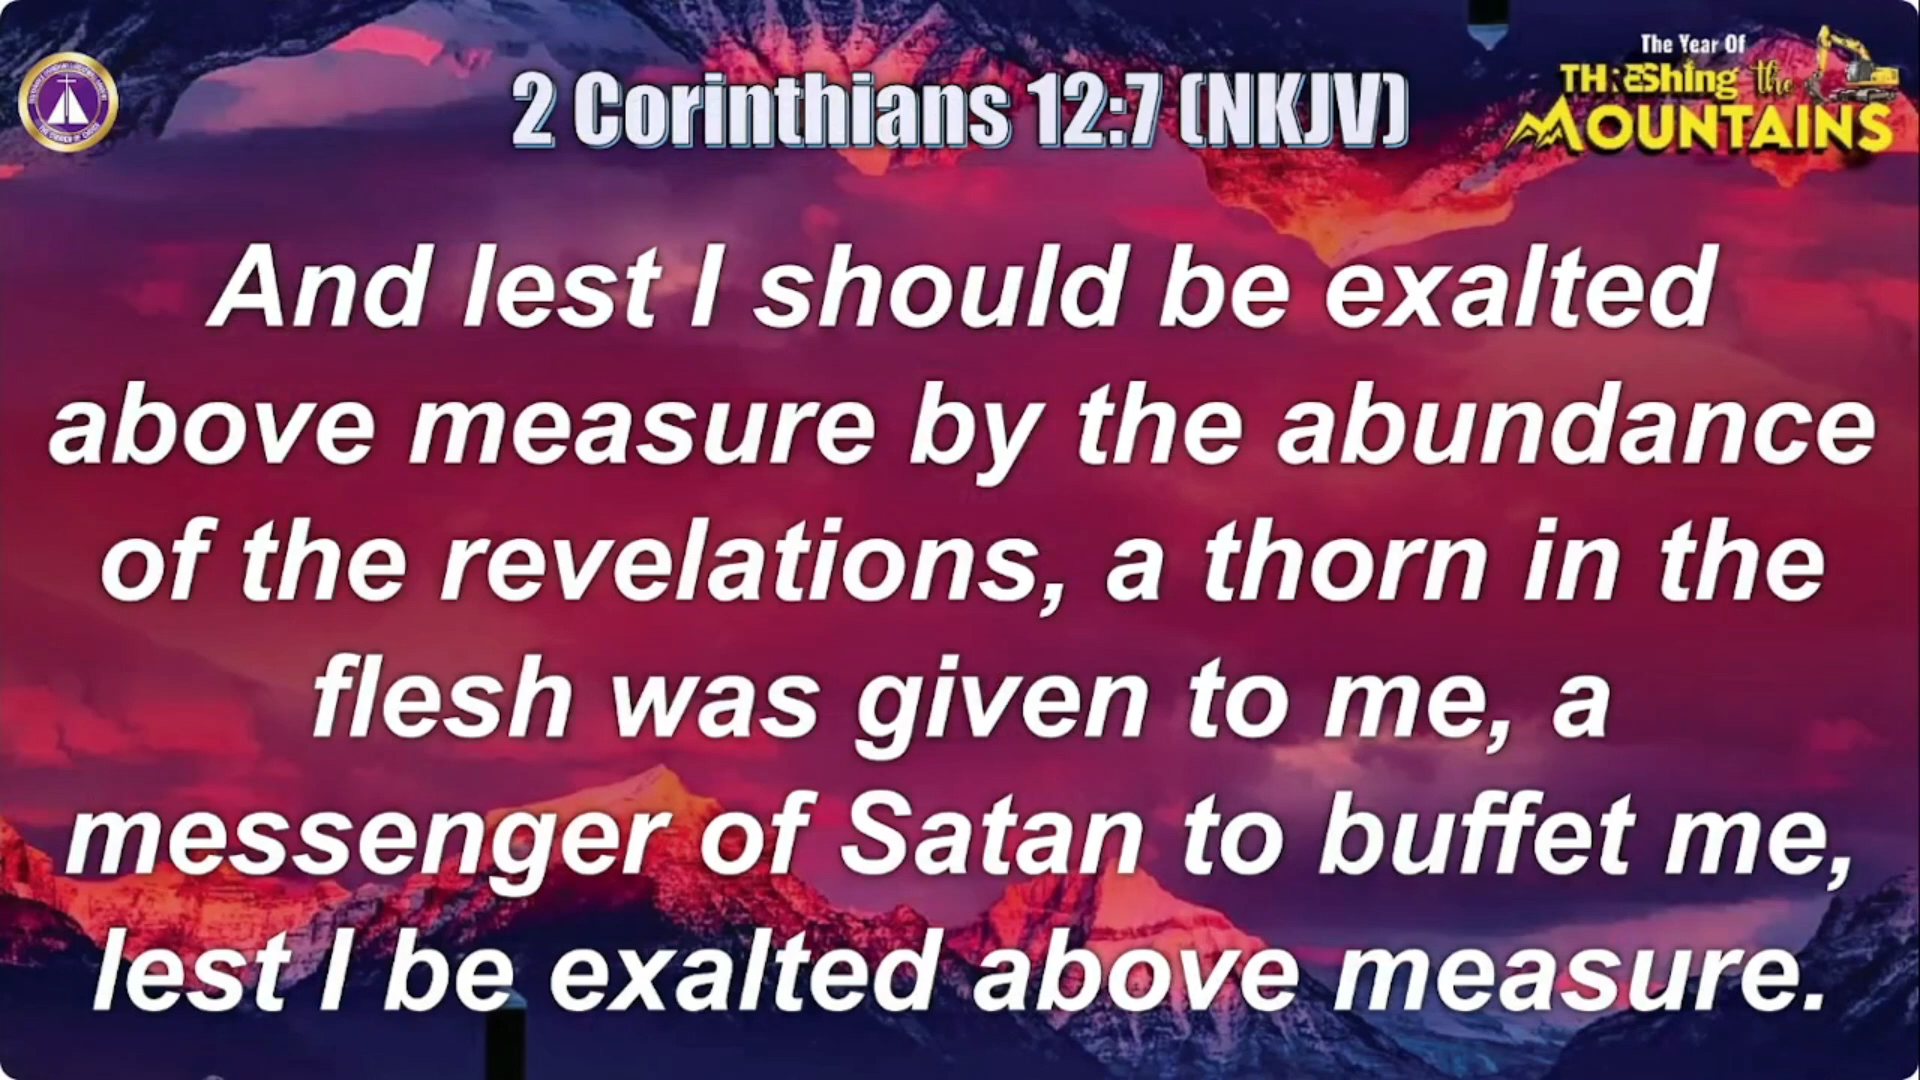 The Year Of
THRESHing the
MOUNTAINS
2 Corinthians 12:7 (NKJV)
And lest I should be exalted
above measure by the abundance
of the revelations, a thorn in the
flesh was given to me, a
messenger of Satan to buffet me,
lest I be exalted above measure.